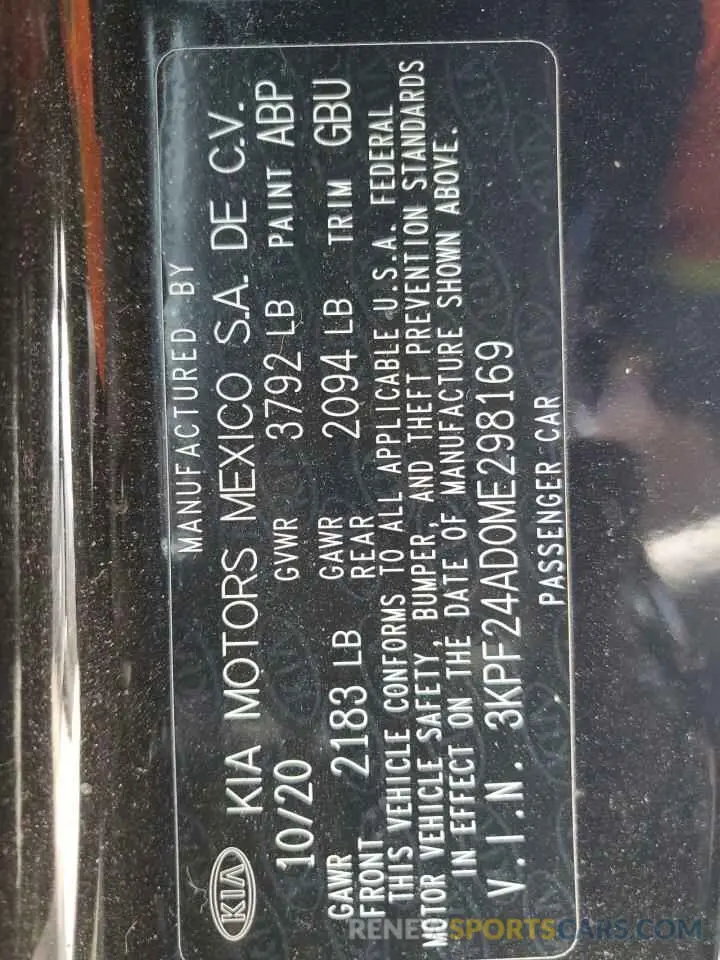 MANUFACTURED BY
KIA KIA MOTORS MEXICO S.A. DE C.V.
10/20 GVWR 3792 LB PAINT ABP
GAWR FRONT 2183 LB GAWR REAR 2094 LB TRIM GBU
THIS VEHICLE CONFORMS TO ALL APPLICABLE U.S.A. FEDERAL
MOTOR VEHICLE SAFETY, BUMPER, AND THEFT PREVENTION STANDARDS
IN EFFECT ON THE DATE OF MANUFACTURE SHOWN ABOVE.
V.I.N. 3KPF24AD0ME298169
PASSENGER CAR
RENEWSPORTSCARS.COM